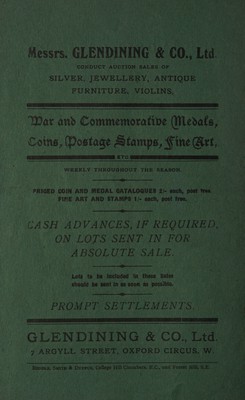 Messrs. GLENDINING & CO., Ltd.
CONDUCT AUCTION SALES OF
SILVER, JEWELLERY, ANTIQUE
FURNITURE, VIOLINS,
War and Commemorative Medals,
Coins, Postage Stamps, Fine Art,
WEEKLY THROUGHOUT THE SEASON.
PRICED COIN AND MEDAL CATALOGUES 2/- each, post free.
FINE ART AND STAMPS 1/- each, post free.
CASH ADVANCES, IF REQUIRED,
ON LOTS SENT IN FOR
ABSOLUTE SALE.
Lots to be included in these Sales
should be sent in as soon as possible.
PROMPT SETTLEMENTS.
GLENDINING & CO., Ltd.
7 ARGYLL STREET, OXFORD CIRCUS, W.